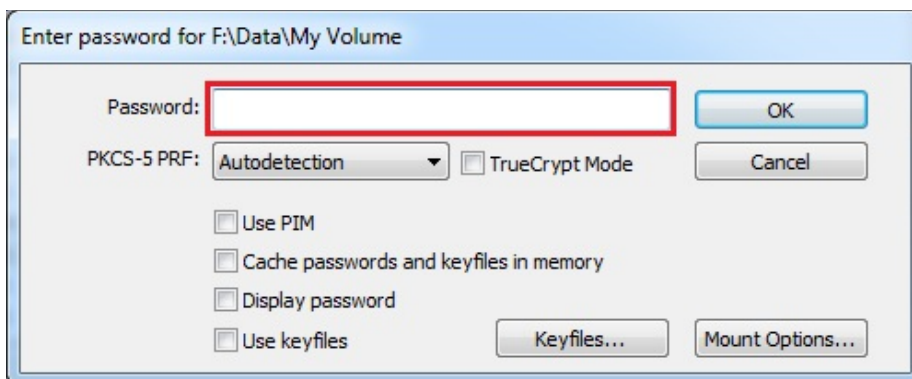 Enter password for F:\Data\My Volume
Password: OK
PKCS-5 PRF: Autodetection TrueCrypt Mode Cancel
Use PIM
Cache passwords and keyfiles in memory
Display password
Use keyfiles Keyfiles... Mount Options...